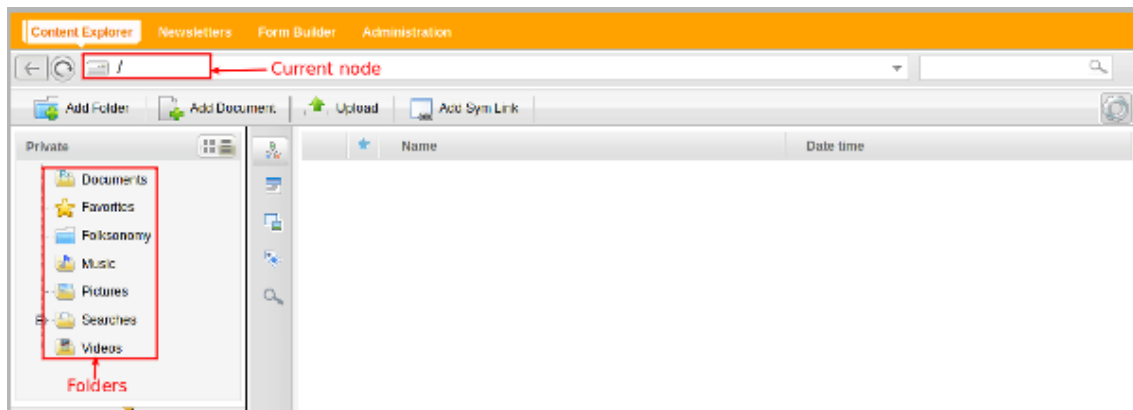 Content Explorer Newsletters Form Builder Administration
/ Current node
Add Folder Add Document Upload Add Sym Link
Private Name Date time
Documents
Favorites
Folksonomy
Music
Pictures
Searches
Videos
Folders